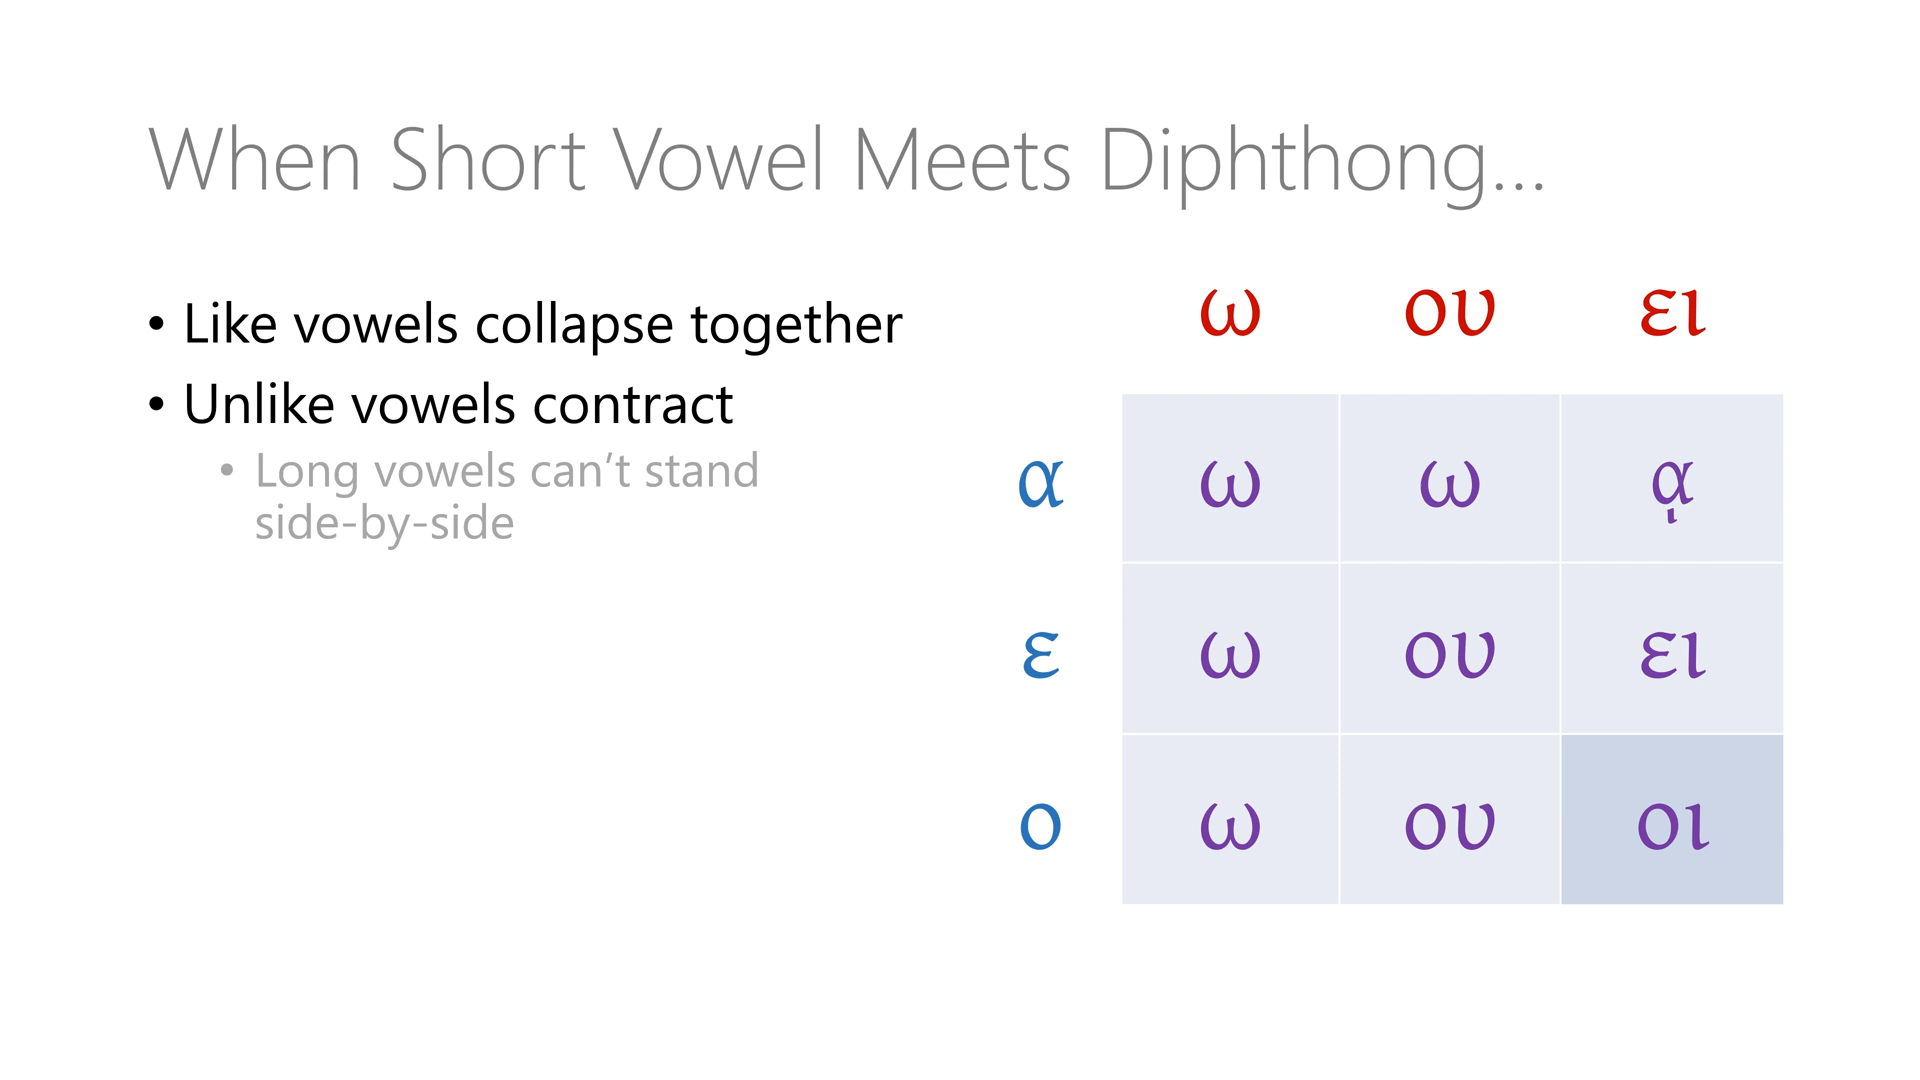 When Short Vowel Meets Diphthong...
• Like vowels collapse together
• Unlike vowels contract
• Long vowels can’t stand
side-by-side
ω ου ει
α ω ω ᾳ
ε ω ου ει
ο ω ου οι